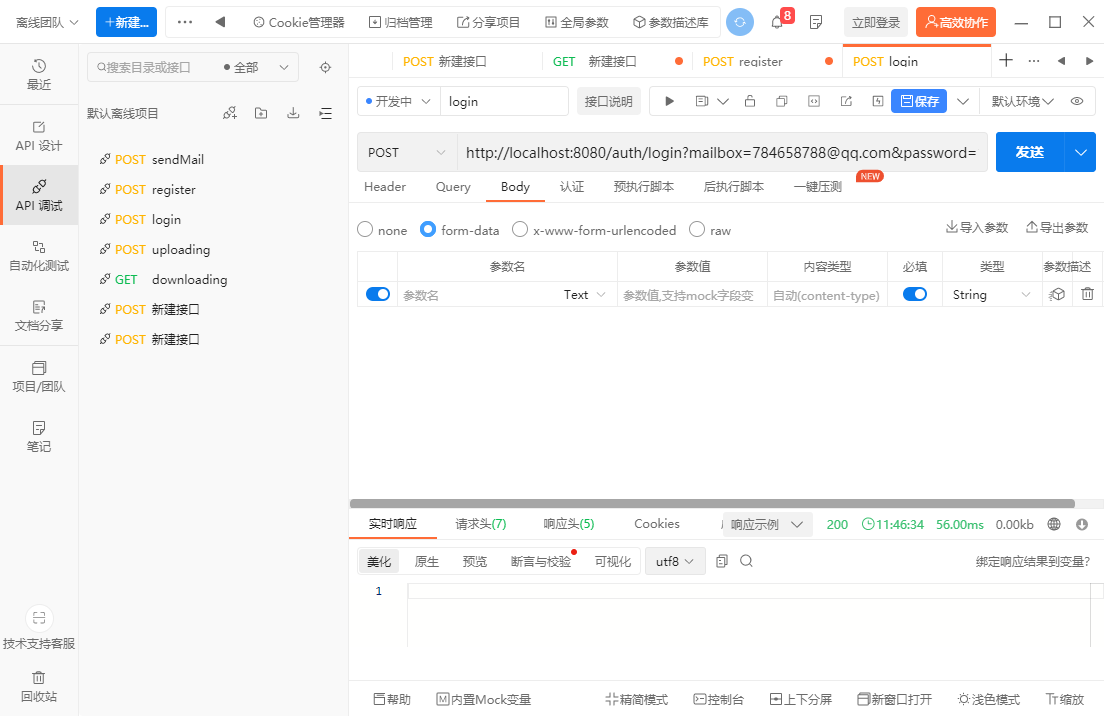 离线团队
新建...
Cookie管理器
归档管理
分享项目
全局参数
参数描述库
8
立即登录
高效协作
最近
API 设计
API 调试
自动化测试
文档分享
项目/团队
笔记
技术支持客服
回收站
搜索目录或接口
全部
默认离线项目
POST sendMail
POST register
POST login
POST uploading
GET downloading
POST 新建接口
POST 新建接口
POST 新建接口
GET 新建接口
POST register
POST login
开发中
login
接口说明
保存
默认环境
POST
http://localhost:8080/auth/login?mailbox=784658788@qq.com&password=
发送
Header
Query
Body
认证
预执行脚本
后执行脚本
一键压测
NEW
none
form-data
x-www-form-urlencoded
raw
导入参数
导出参数
参数名
参数值
内容类型
必填
类型
参数描述
参数名
Text
参数值,支持mock字段变
自动(content-type)
String
实时响应
请求头(7)
响应头(5)
Cookies
响应示例
200
11:46:34
56.00ms
0.00kb
美化
原生
预览
断言与校验
可视化
utf8
绑定响应结果到变量?
1
帮助
内置Mock变量
精简模式
控制台
上下分屏
新窗口打开
浅色模式
缩放